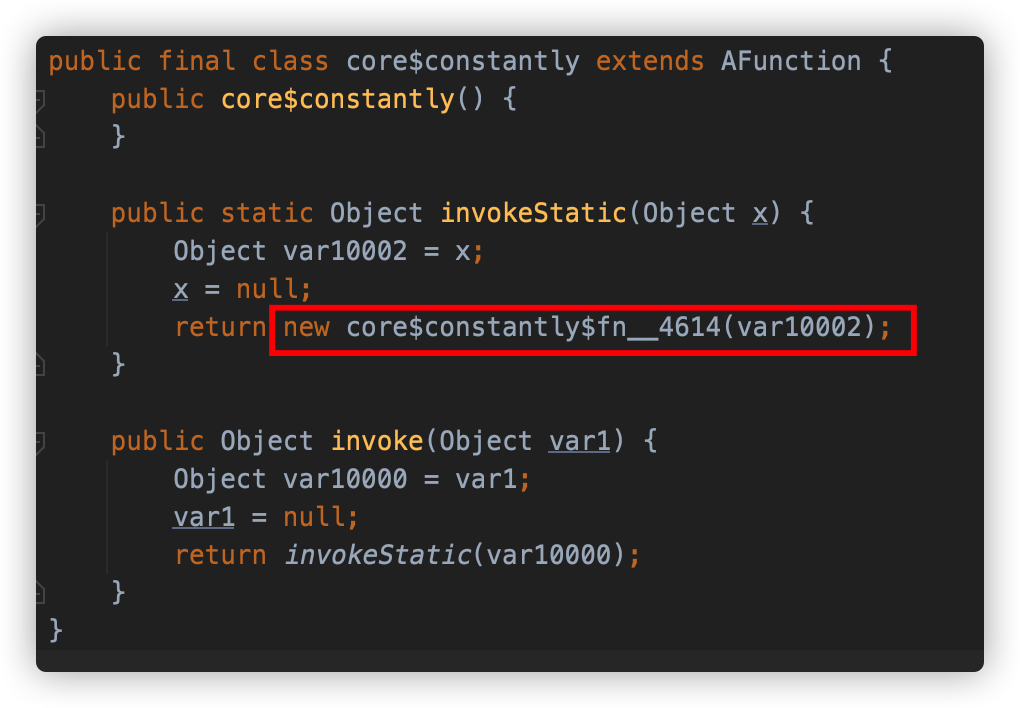 public final class core$constantly extends AFunction {
    public core$constantly() {
    }
    public static Object invokeStatic(Object x) {
        Object var10002 = x;
        x = null;
        return new core$constantly$fn__4614(var10002);
    }
    public Object invoke(Object var1) {
        Object var10000 = var1;
        var1 = null;
        return invokeStatic(var10000);
    }
}